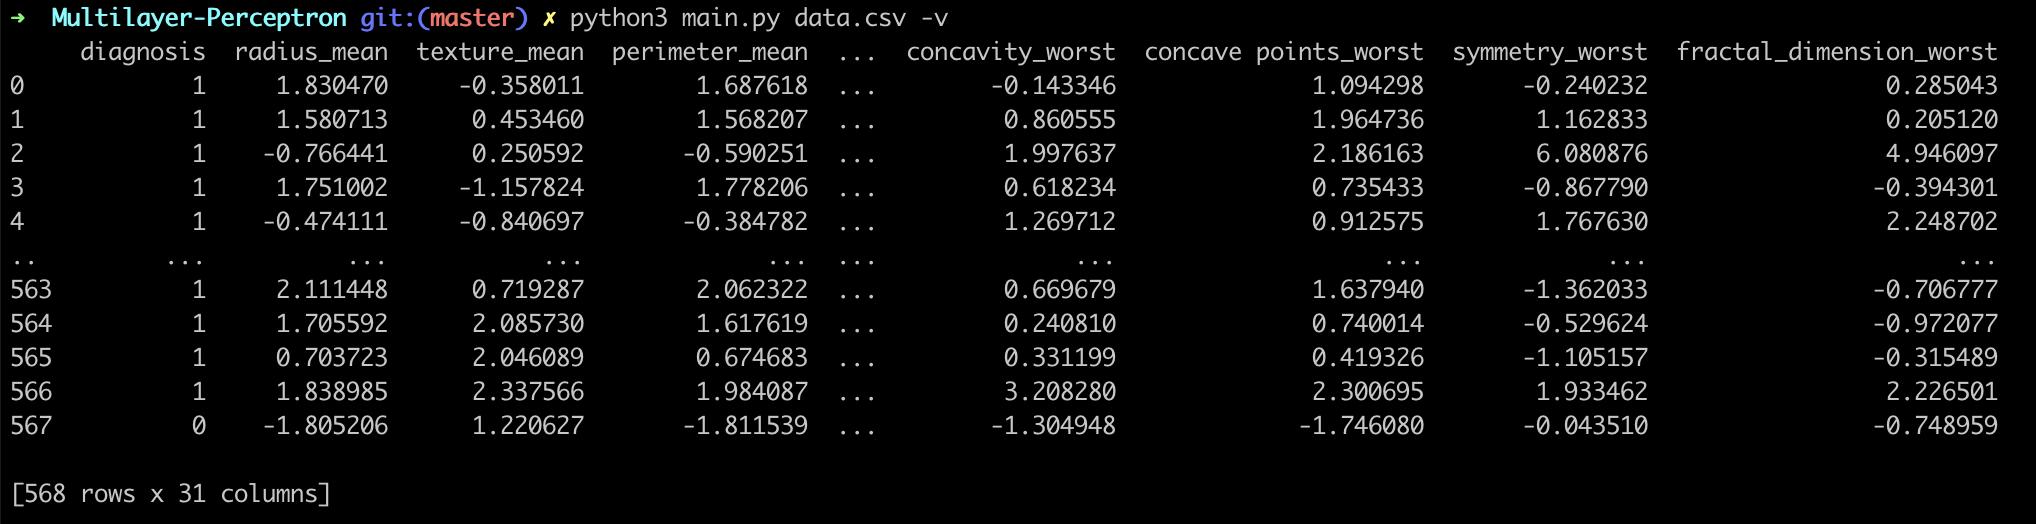 ➜  Multilayer-Perceptron git:(master) ✗ python3 main.py data.csv -v
     diagnosis  radius_mean  texture_mean  perimeter_mean  ...  concavity_worst  concave points_worst  symmetry_worst  fractal_dimension_worst
0            1     1.830470     -0.358011        1.687618  ...        -0.143346              1.094298       -0.240232                 0.285043
1            1     1.580713      0.453460        1.568207  ...         0.860555              1.964736        1.162833                 0.205120
2            1    -0.766441      0.250592       -0.590251  ...         1.997637              2.186163        6.080876                 4.946097
3            1     1.751002     -1.157824        1.778206  ...         0.618234              0.735433       -0.867790                -0.394301
4            1    -0.474111     -0.840697       -0.384782  ...         1.269712              0.912575        1.767630                 2.248702
..         ...          ...           ...             ...  ...              ...                   ...             ...                      ...
563          1     2.111448      0.719287        2.062322  ...         0.669679              1.637940       -1.362033                -0.706777
564          1     1.705592      2.085730        1.617619  ...         0.240810              0.740014       -0.529624                -0.972077
565          1     0.703723      2.046089        0.674683  ...         0.331199              0.419326       -1.105157                -0.315489
566          1     1.838985      2.337566        1.984087  ...         3.208280              2.300695        1.933462                 2.226501
567          0    -1.805206      1.220627       -1.811539  ...        -1.304948             -1.746080       -0.043510                -0.748959
[568 rows x 31 columns]